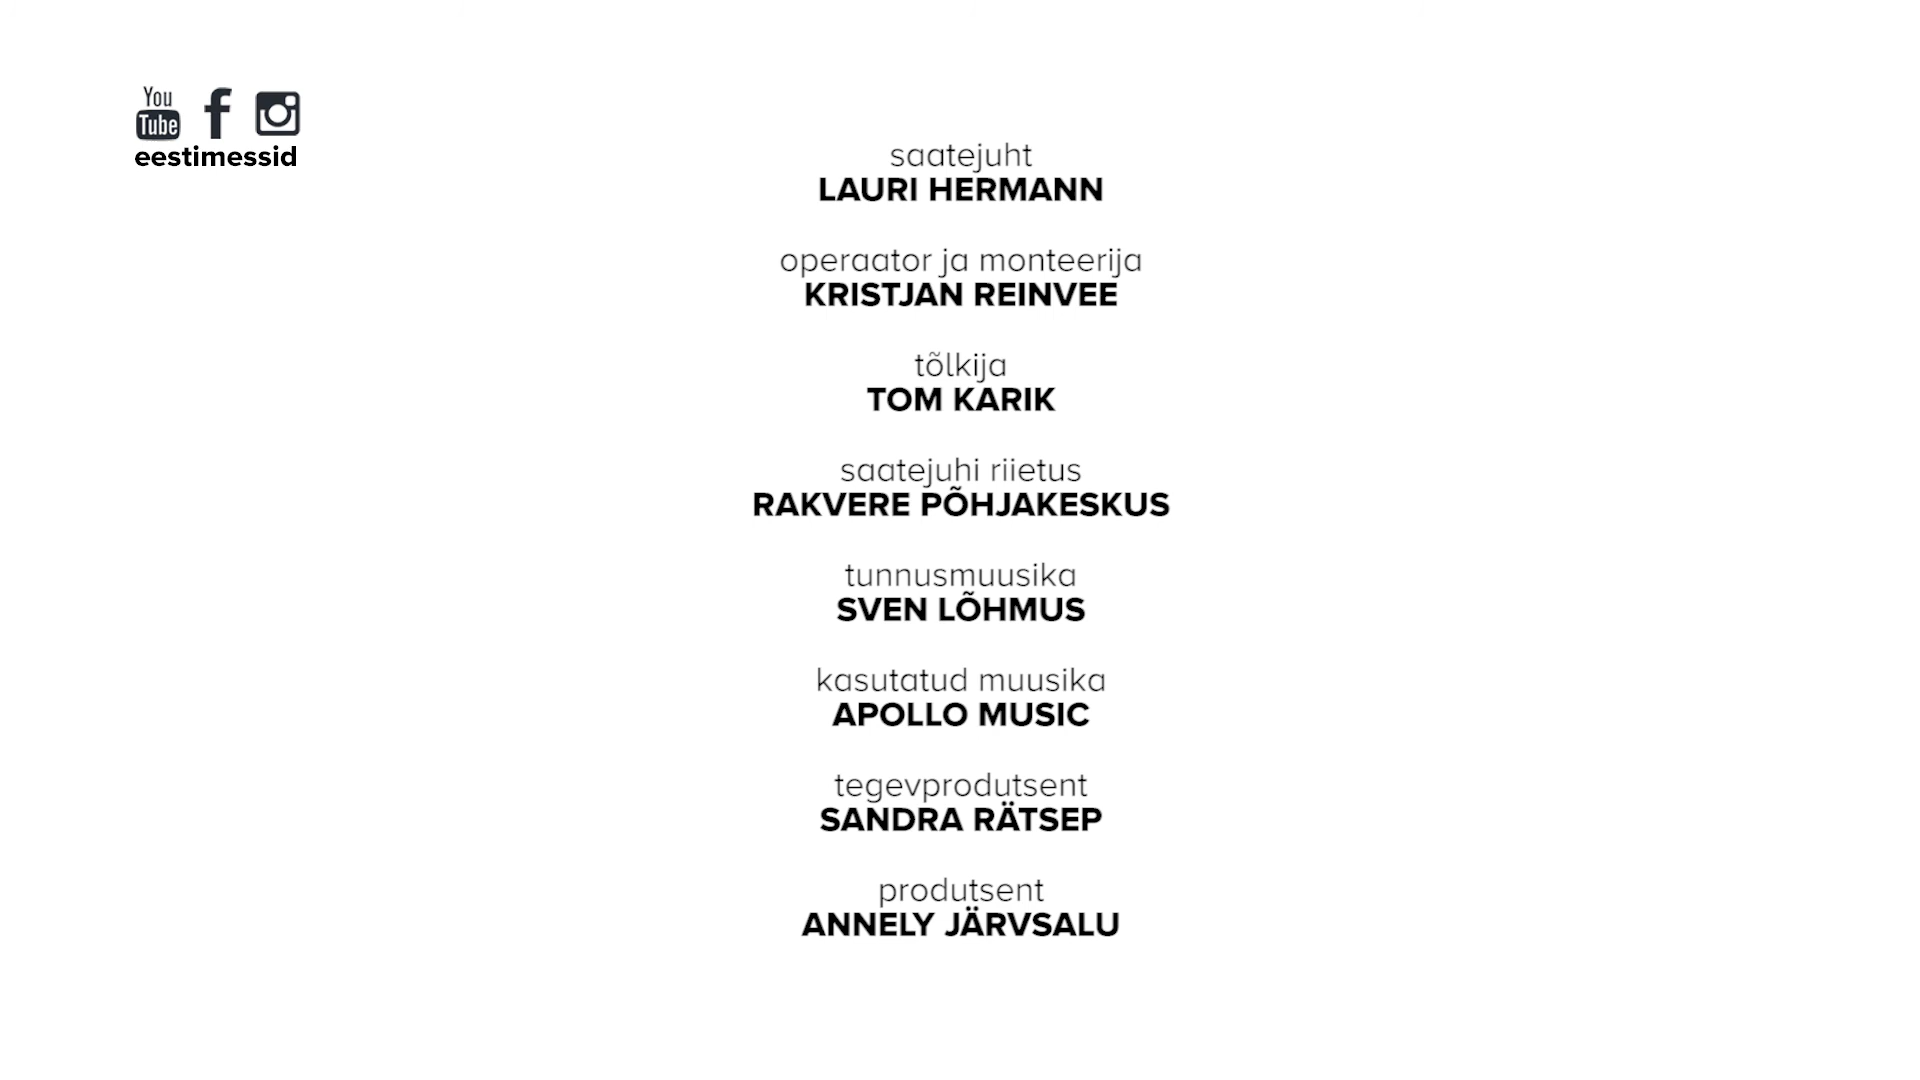 You
Tube
eestimessid
saatejuht
LAURI HERMANN
operaator ja monteerija
KRISTJAN REINVEE
tõlkija
TOM KARIK
saatejuhi riietus
RAKVERE PÕHJAKESKUS
tunnusmuusika
SVEN LÕHMUS
kasutatud muusika
APOLLO MUSIC
tegevprodutsent
SANDRA RÄTSEP
produtsent
ANNELY JÄRVSALU